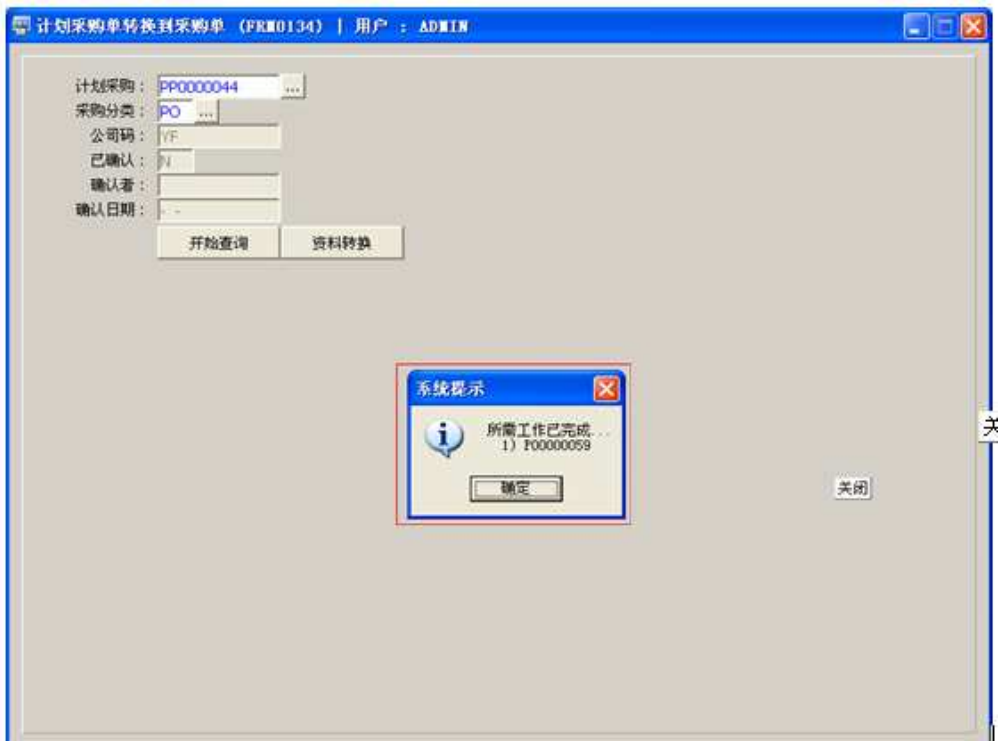 计划采购单转换到采购单 (FRM0134) | 用户 : ADMIN
计划采购: PP0000044 ...
采购分类: PO ...
公司码: YF
已确认: N
确认者:
确认日期: - -
开始查询 资料转换
系统提示
所需工作已完成...
1) PO0000059
确定
关闭
关